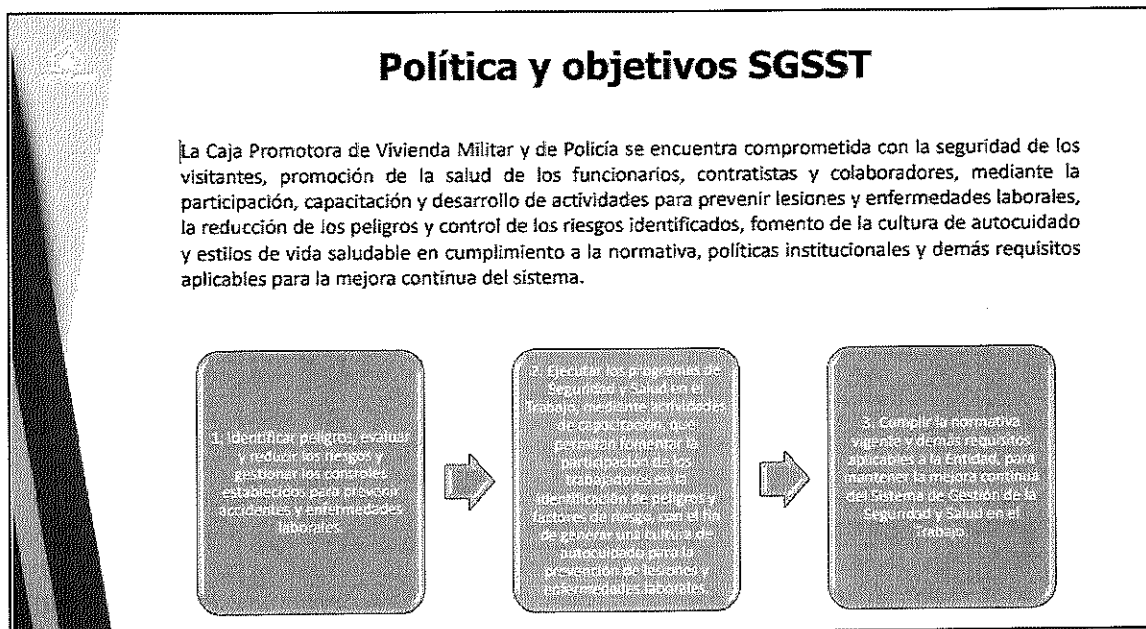 Política y objetivos SGSST
La Caja Promotora de Vivienda Militar y de Policía se encuentra comprometida con la seguridad de los
visitantes, promoción de la salud de los funcionarios, contratistas y colaboradores, mediante la
participación, capacitación y desarrollo de actividades para prevenir lesiones y enfermedades laborales,
la reducción de los peligros y control de los riesgos identificados, fomento de la cultura de autocuidado
y estilos de vida saludable en cumplimiento a la normativa, políticas institucionales y demás requisitos
aplicables para la mejora continua del sistema.
1. Identificar peligros, evaluar
y reducir los riesgos y
gestionar los controles
establecidos para prevenir
accidentes y enfermedades
laborales.
2. Ejecutar los programas de
Seguridad y Salud en el
Trabajo, mediante actividades
de capacitación, que
permitan fomentar la
participación de los
trabajadores en la
identificación de peligros y
factores de riesgo, con el fin
de generar una cultura de
autocuidado para la
prevención de lesiones y
enfermedades laborales.
3. Cumplir la normativa
vigente y demás requisitos
aplicables a la Entidad, para
mantener la mejora continua
del Sistema de Gestión de la
Seguridad y Salud en el
Trabajo